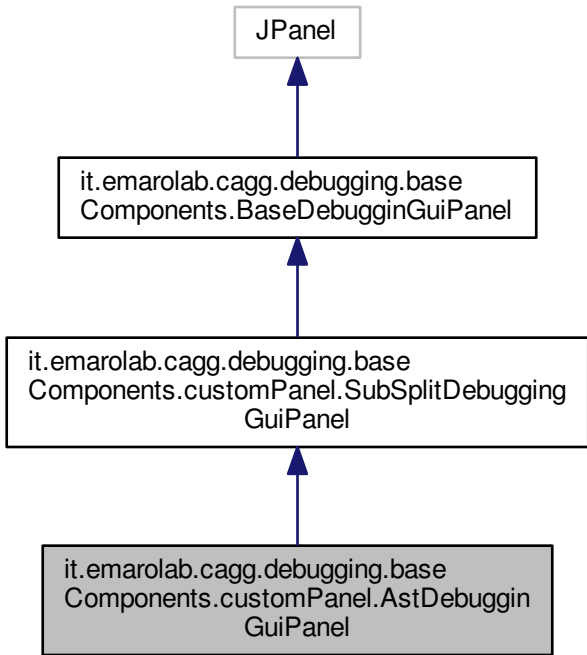 JPanel
it.emarolab.cagg.debugging.base
Components.BaseDebugginGuiPanel
it.emarolab.cagg.debugging.base
Components.customPanel.SubSplitDebugging
GuiPanel
it.emarolab.cagg.debugging.base
Components.customPanel.AstDebuggin
GuiPanel